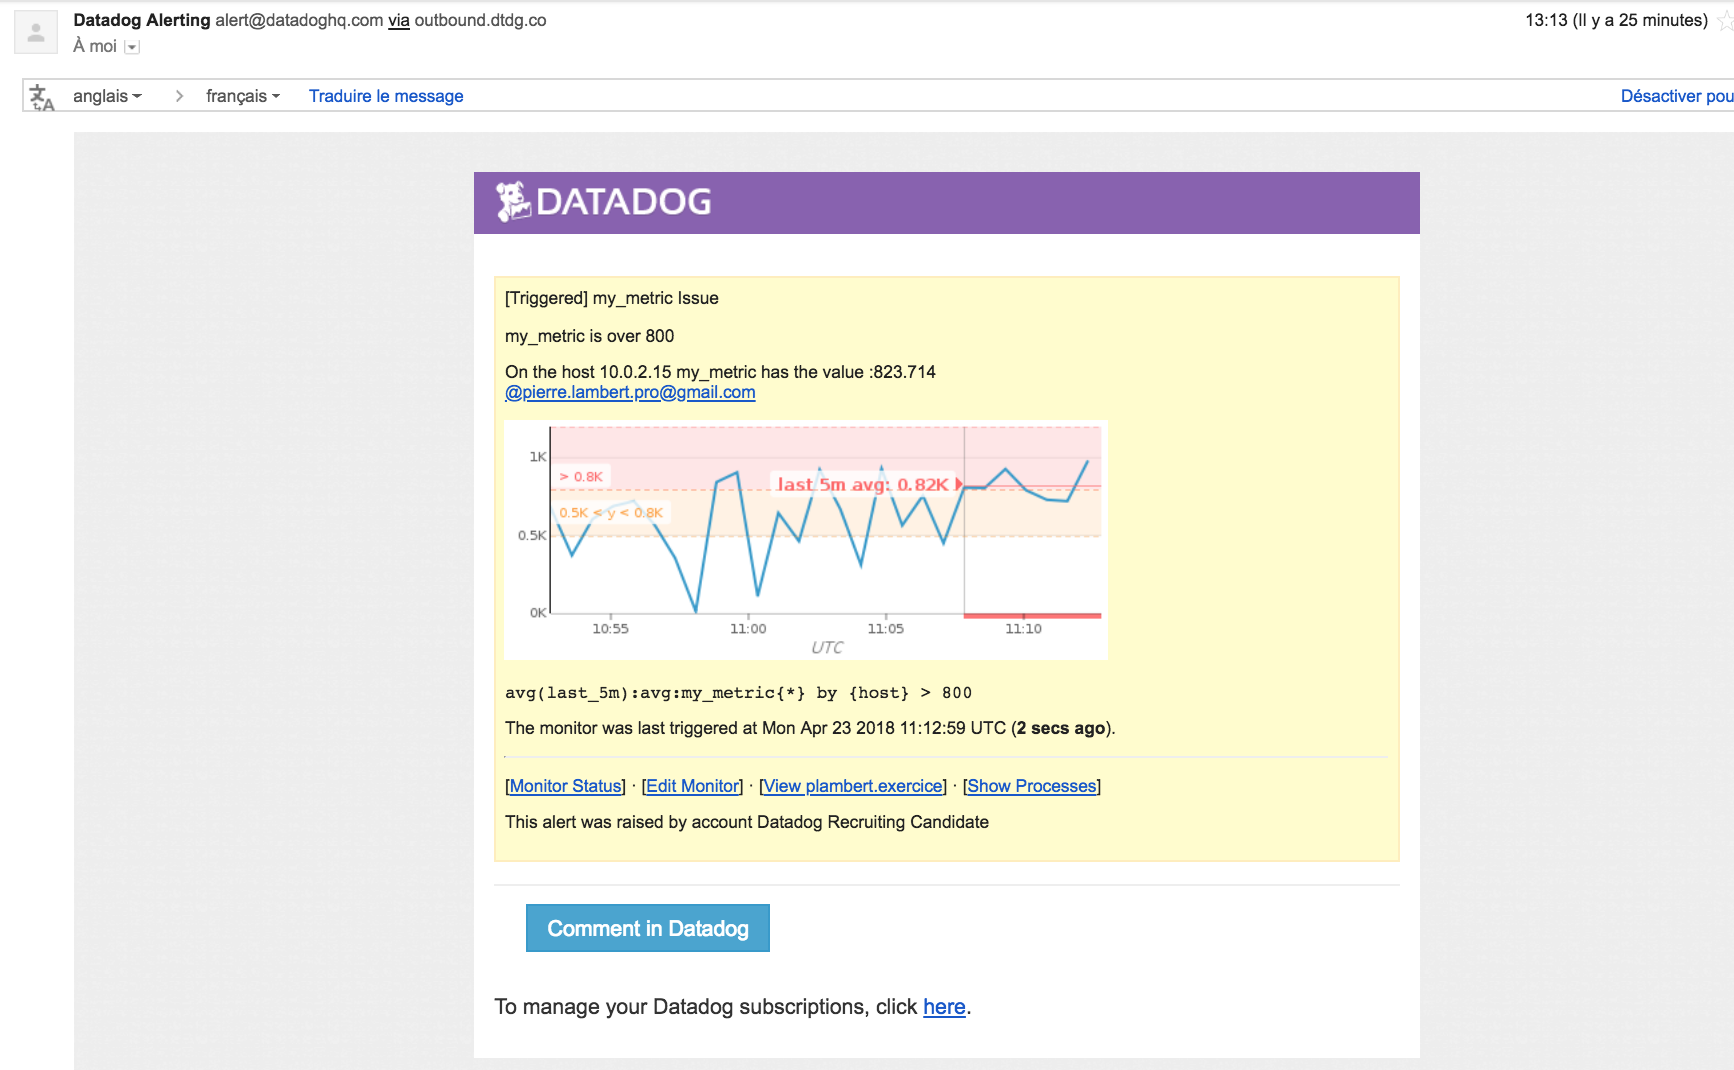 Datadog Alerting alert@datadoghq.com via outbound.dtdg.co
13:13 (Il y a 25 minutes)
À moi
anglais
français
Traduire le message
Désactiver pou
DATADOG
[Triggered] my_metric Issue
my_metric is over 800
On the host 10.0.2.15 my_metric has the value :823.714
@pierre.lambert.pro@gmail.com
1K
> 0.8K
last 5m avg: 0.82K
0.5K < y < 0.8K
0.5K
0K
10:55 11:00 11:05 11:10
UTC
avg(last_5m):avg:my_metric{*} by {host} > 800
The monitor was last triggered at Mon Apr 23 2018 11:12:59 UTC (2 secs ago).
[Monitor Status] · [Edit Monitor] · [View plambert.exercice] · [Show Processes]
This alert was raised by account Datadog Recruiting Candidate
Comment in Datadog
To manage your Datadog subscriptions, click here.